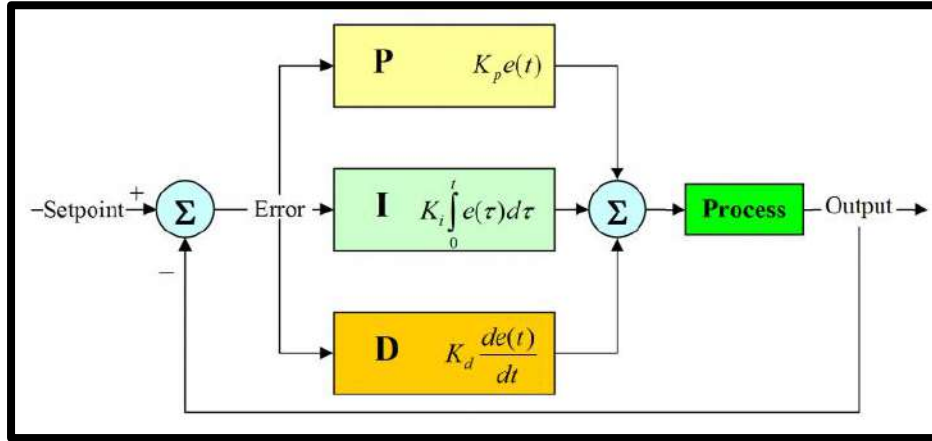 P K_p e(t)
–Setpoint
+
Σ
–
Error
I K_i ∫_0^t e(τ)dτ
Σ
Process
Output
D K_d de(t)/dt